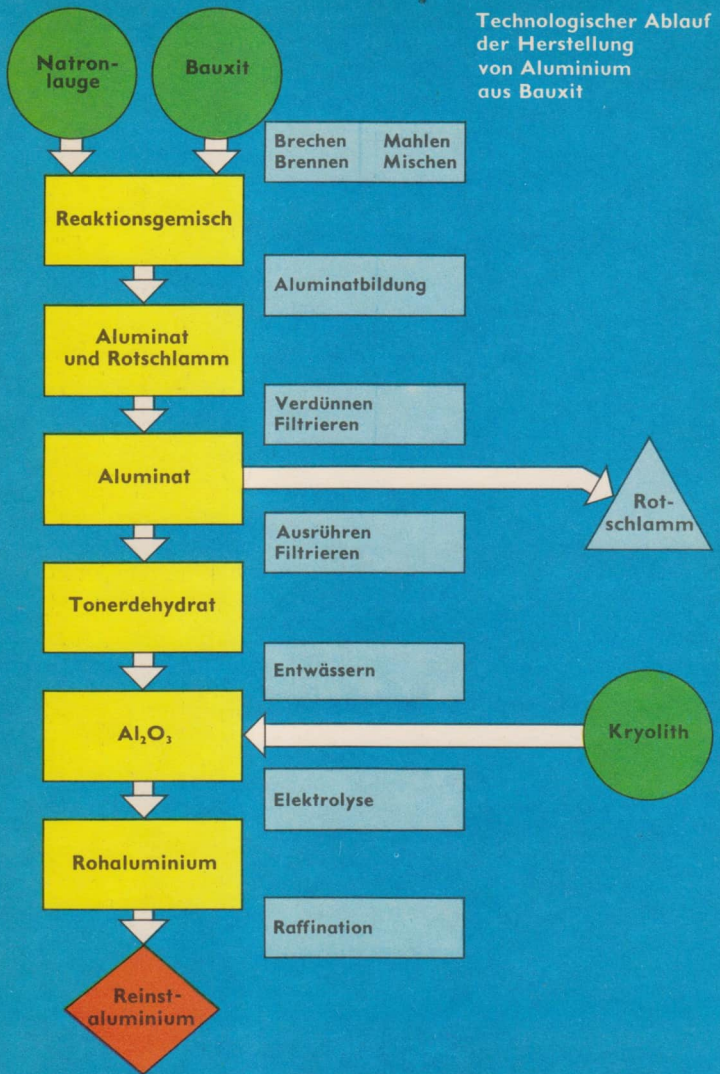 Technologischer Ablauf
der Herstellung
von Aluminium
aus Bauxit
Natron-
lauge
Bauxit
Brechen Mahlen
Brennen Mischen
Reaktionsgemisch
Aluminatbildung
Aluminat
und Rotschlamm
Verdünnen
Filtrieren
Aluminat
Rot-
schlamm
Ausrühren
Filtrieren
Tonerdehydrat
Entwässern
Al₂O₃
Kryolith
Elektrolyse
Rohaluminium
Raffination
Reinst-
aluminium